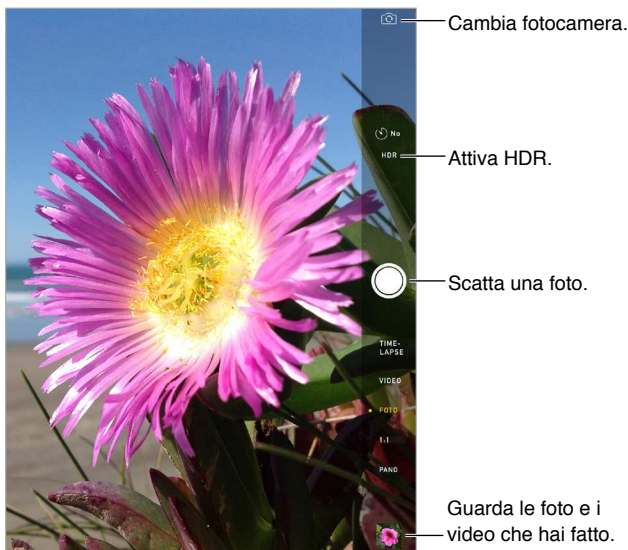 Cambia fotocamera.
No
HDR
Attiva HDR.
Scatta una foto.
TIME-
LAPSE
VIDEO
FOTO
1:1
PANO
Guarda le foto e i
video che hai fatto.